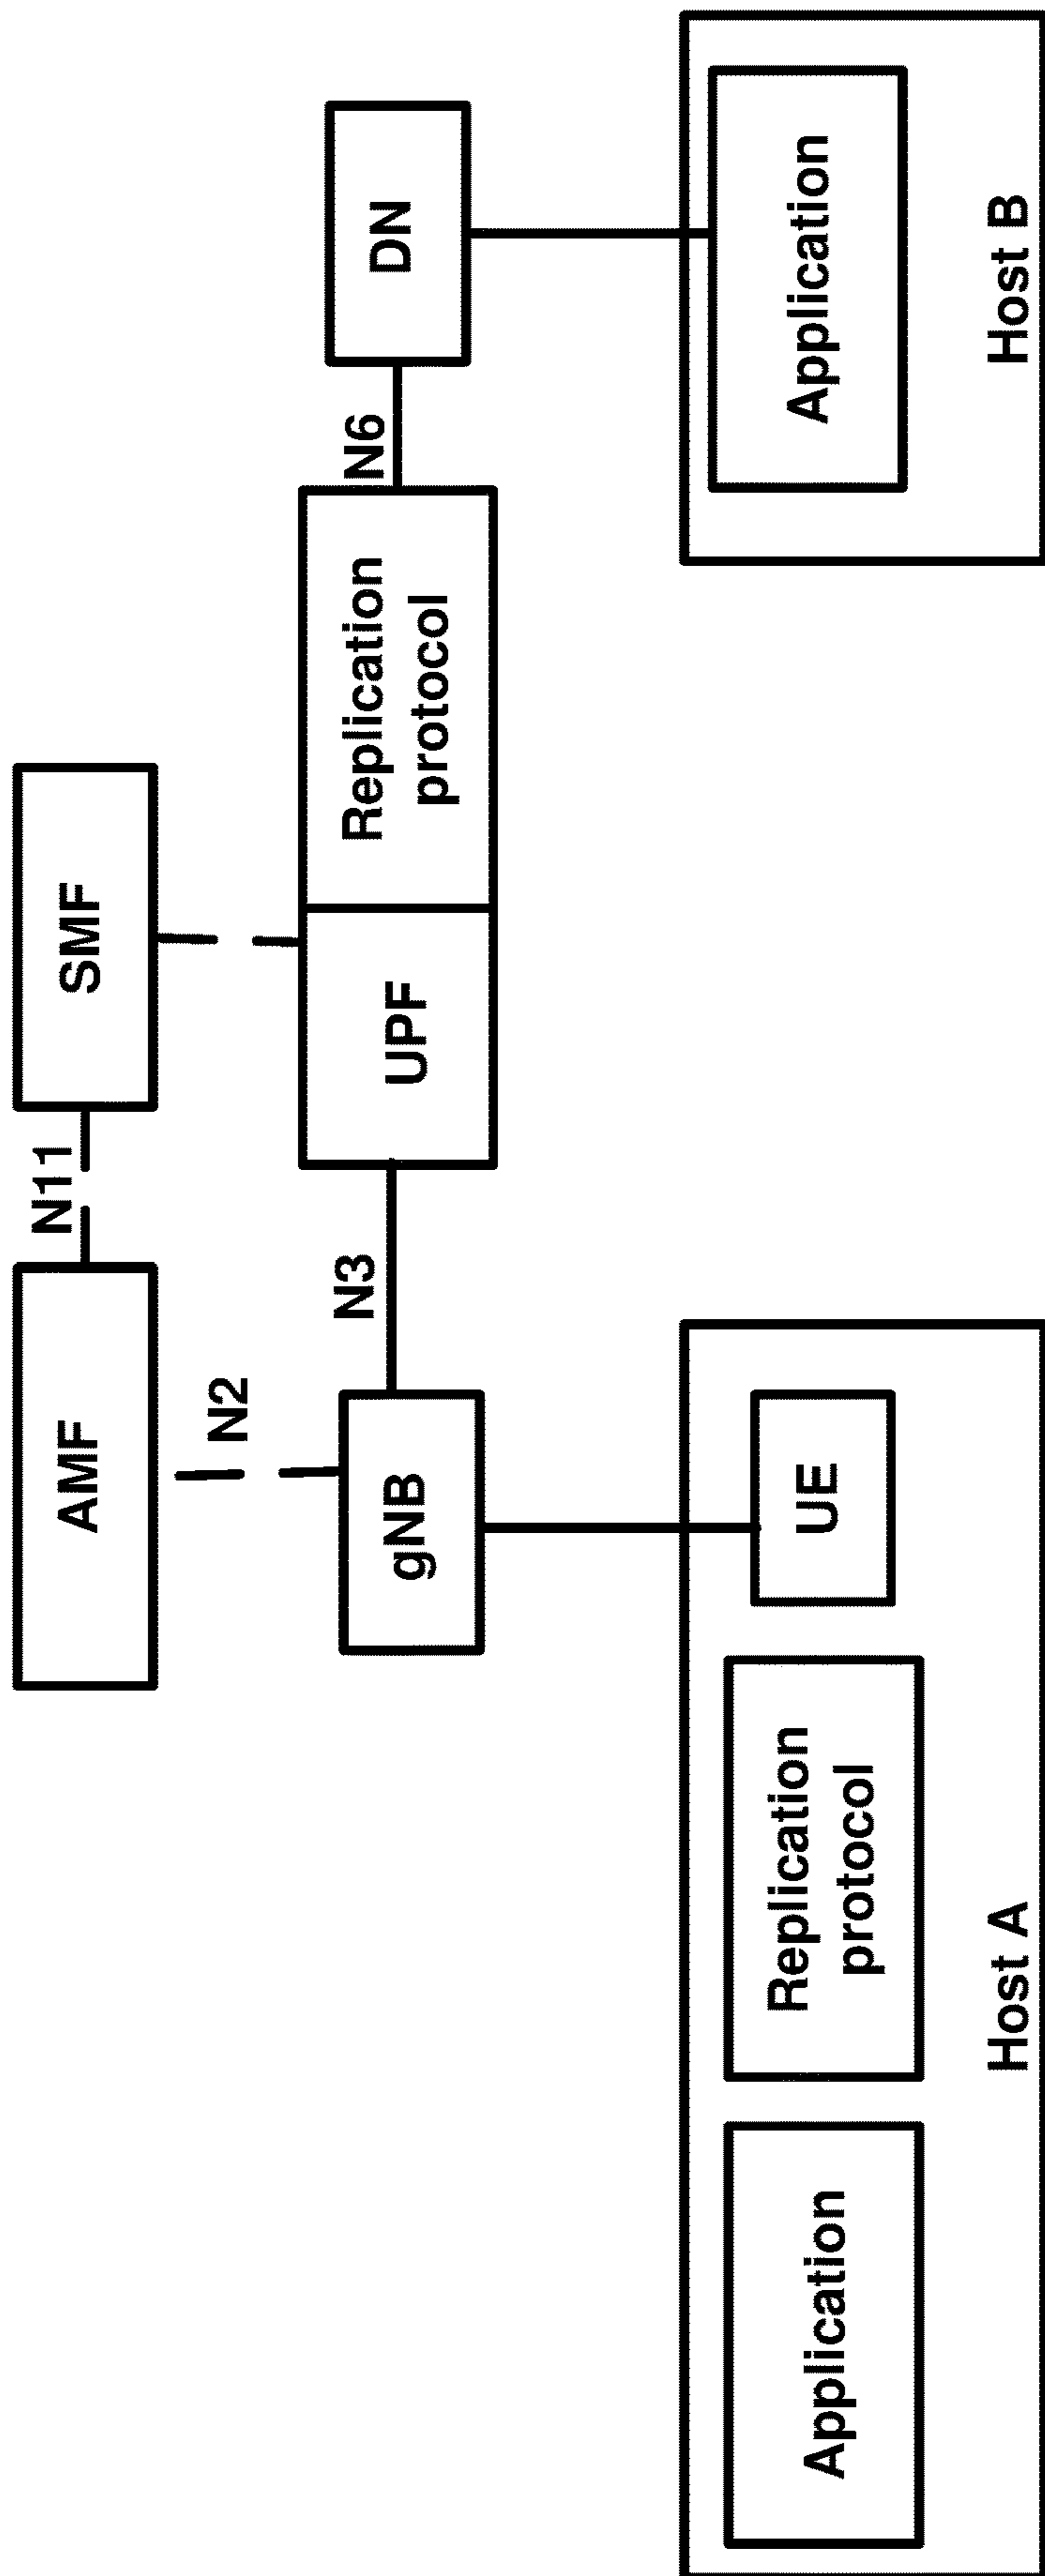 AMF
N11
SMF
N2
gNB
N3
UPF
Replication
protocol
N6
DN
Application
Replication
protocol
UE
Host A
Application
Host B